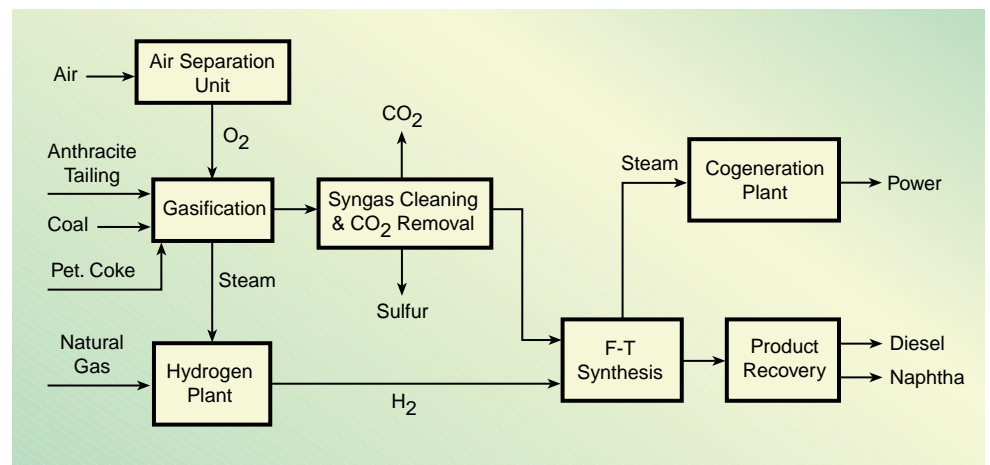 Air
Air Separation
Unit
O2
Anthracite
Tailing
Coal
Pet. Coke
Gasification
Steam
Natural
Gas
Hydrogen
Plant
H2
CO2
Syngas Cleaning
& CO2 Removal
Sulfur
F-T
Synthesis
Steam
Cogeneration
Plant
Power
Product
Recovery
Diesel
Naphtha